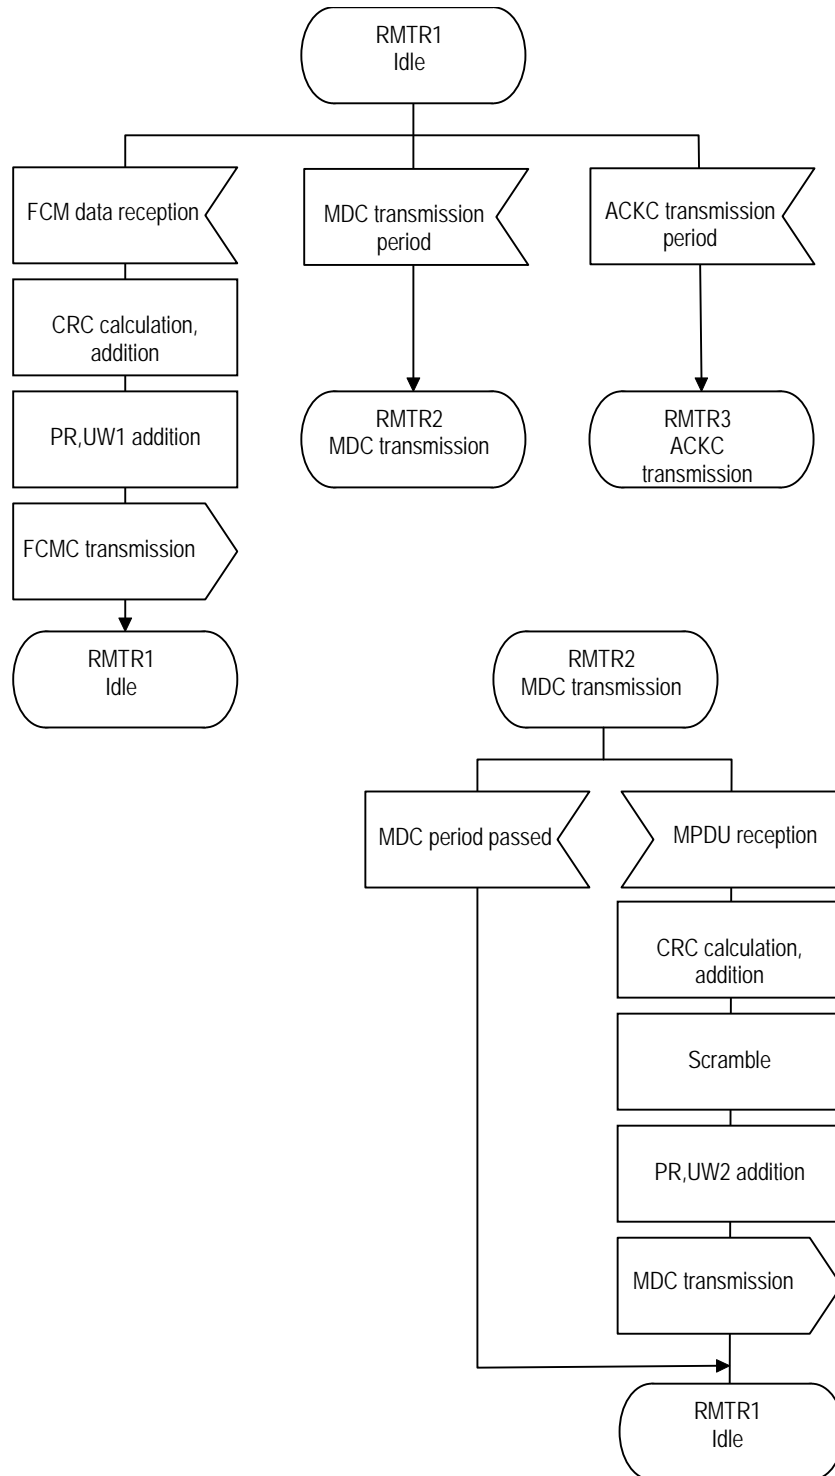 RMTR1
Idle
FCM data reception
MDC transmission
period
ACKC transmission
period
CRC calculation,
addition
PR,UW1 addition
RMTR2
MDC transmission
RMTR3
ACKC
transmission
FCMC transmission
RMTR1
Idle
RMTR2
MDC transmission
MDC period passed
MPDU reception
CRC calculation,
addition
Scramble
PR,UW2 addition
MDC transmission
RMTR1
Idle